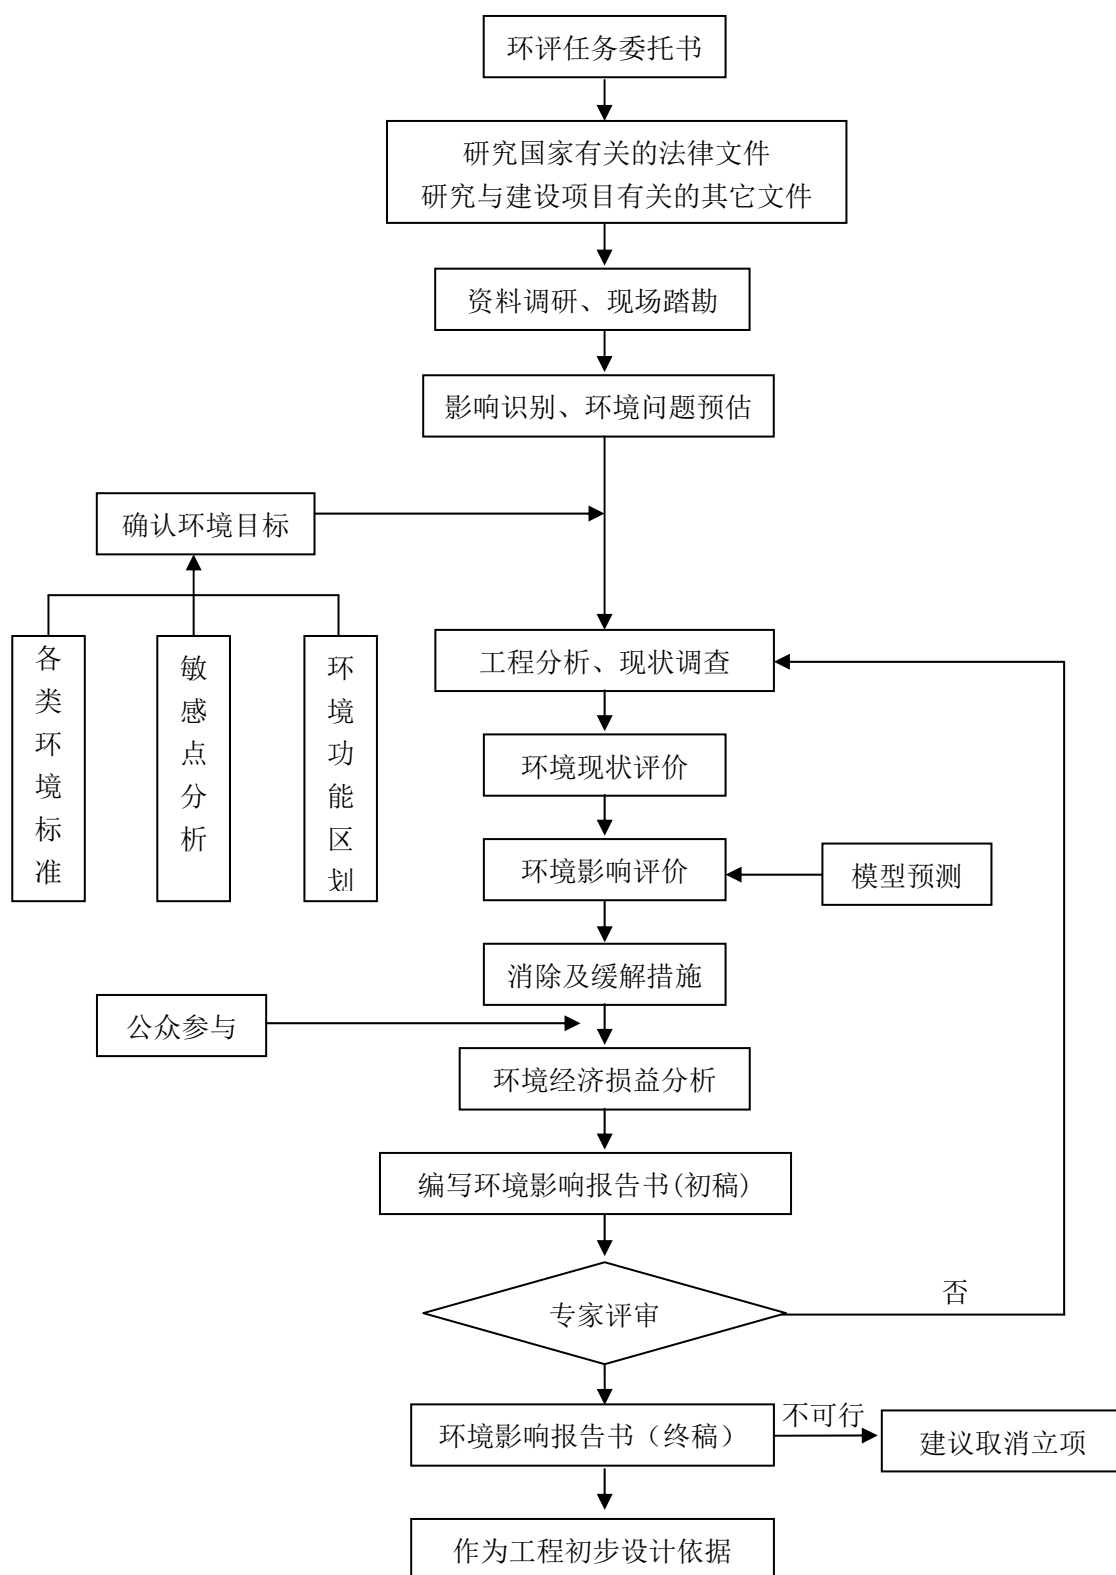 环评任务委托书
研究国家有关的法律文件
研究与建设项目有关的其它文件
资料调研、现场踏勘
影响识别、环境问题预估
确认环境目标
各类环境标准
敏感点分析
环境功能区划
工程分析、现状调查
环境现状评价
环境影响评价
模型预测
消除及缓解措施
公众参与
环境经济损益分析
编写环境影响报告书(初稿)
专家评审
否
环境影响报告书（终稿）
不可行
建议取消立项
作为工程初步设计依据